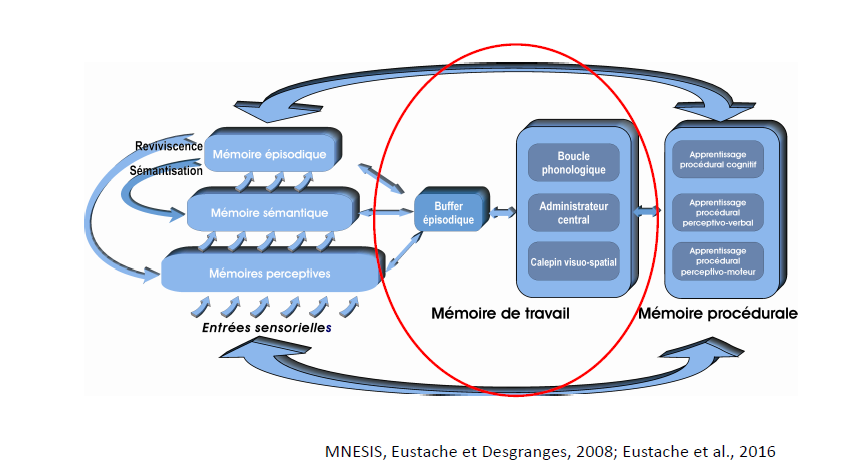 Reviviscence
Mémoire épisodique
Sémantisation
Mémoire sémantique
Mémoires perceptives
Entrées sensorielles
Buffer
épisodique
Boucle
phonologique
Administrateur
central
Calepin visuo-spatial
Mémoire de travail
Apprentissage
procédural cognitif
Apprentissage
procédural
perceptivo-verbal
Apprentissage
procédural
perceptivo-moteur
Mémoire procédurale
MNESIS, Eustache et Desgranges, 2008; Eustache et al., 2016